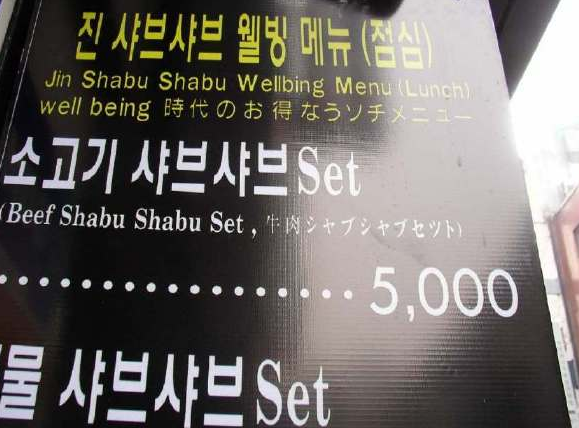 진 샤브샤브 웰빙 메뉴 (점심)
Jin Shabu Shabu Wellbing Menu (Lunch)
well being 時代のお得なうソチメニュー
소고기 샤브샤브 Set
(Beef Shabu Shabu Set , 牛肉シャブシャブセット)
5,000
물 샤브샤브 Set